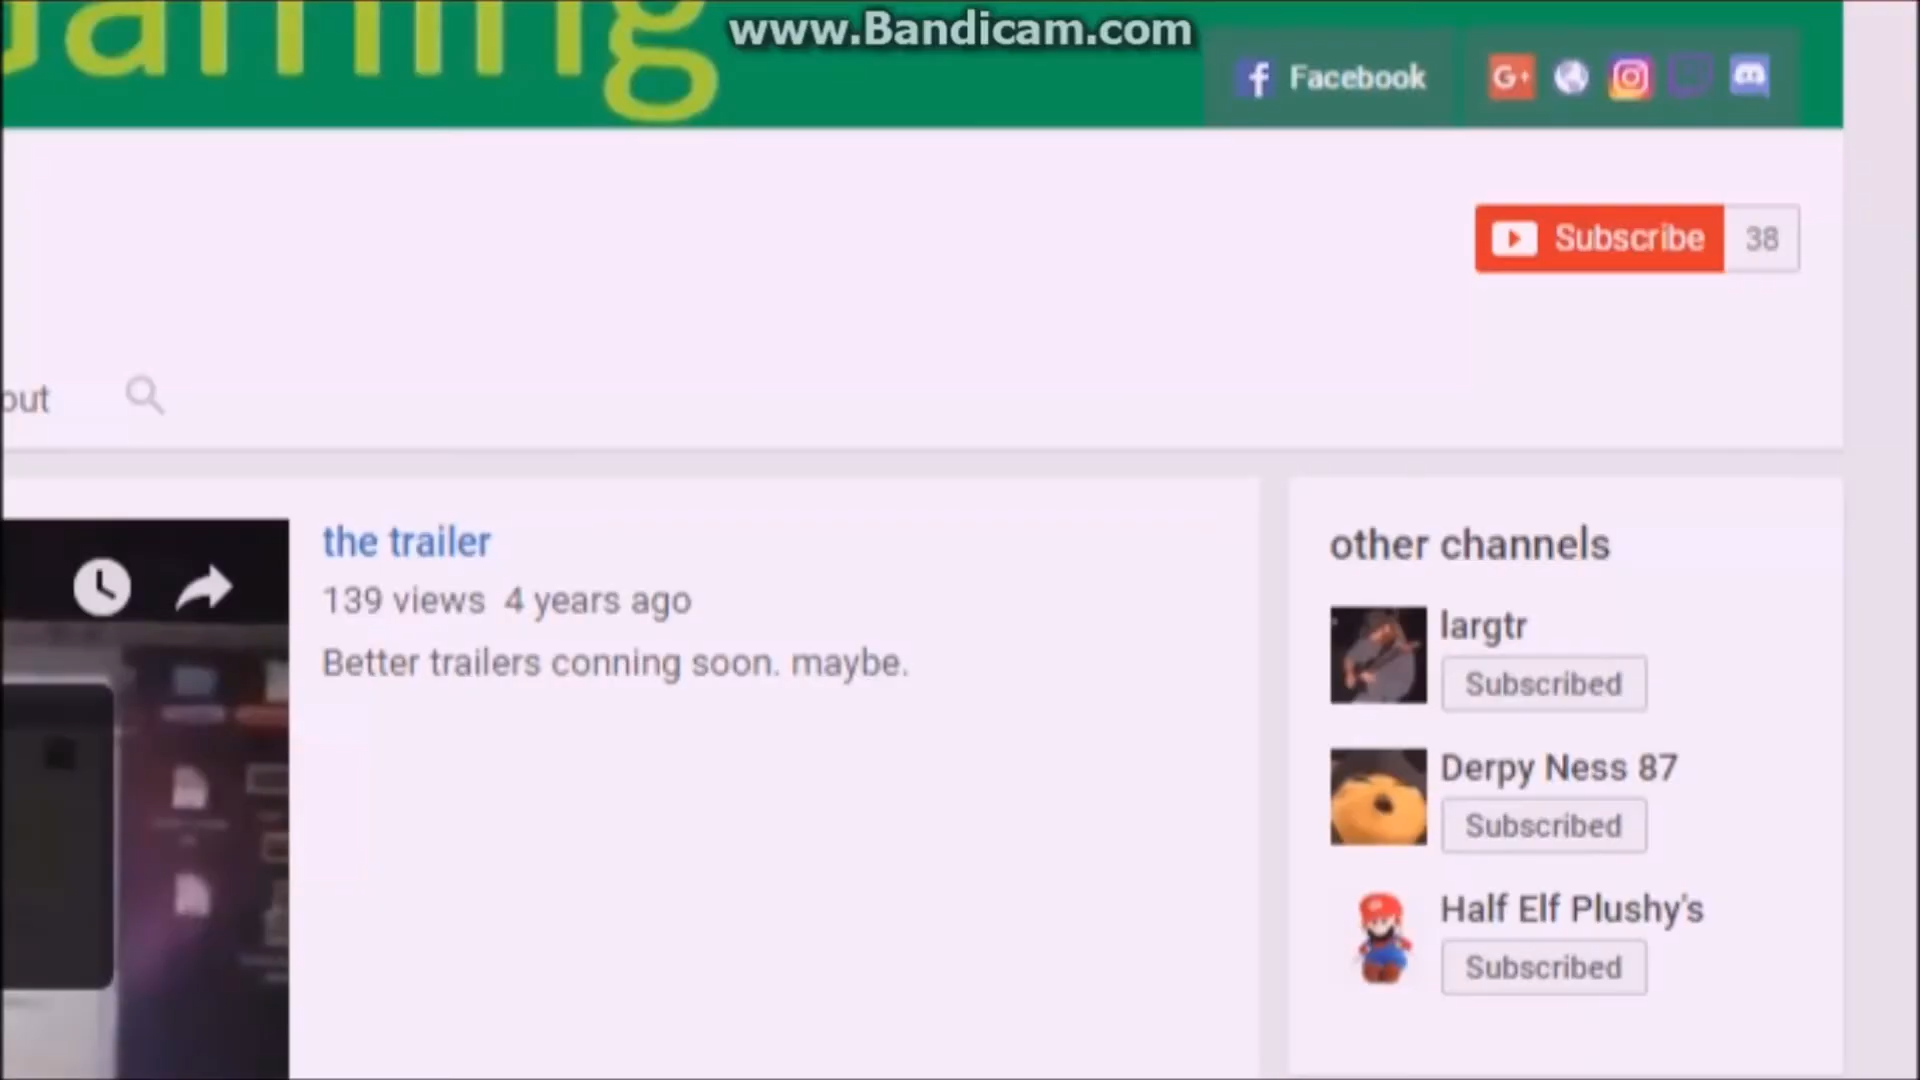 www.Bandicam.com
Facebook
G+
Subscribe 38
out
the trailer
139 views 4 years ago
Better trailers conning soon. maybe.
other channels
largtr
Subscribed
Derpy Ness 87
Subscribed
Half Elf Plushy's
Subscribed